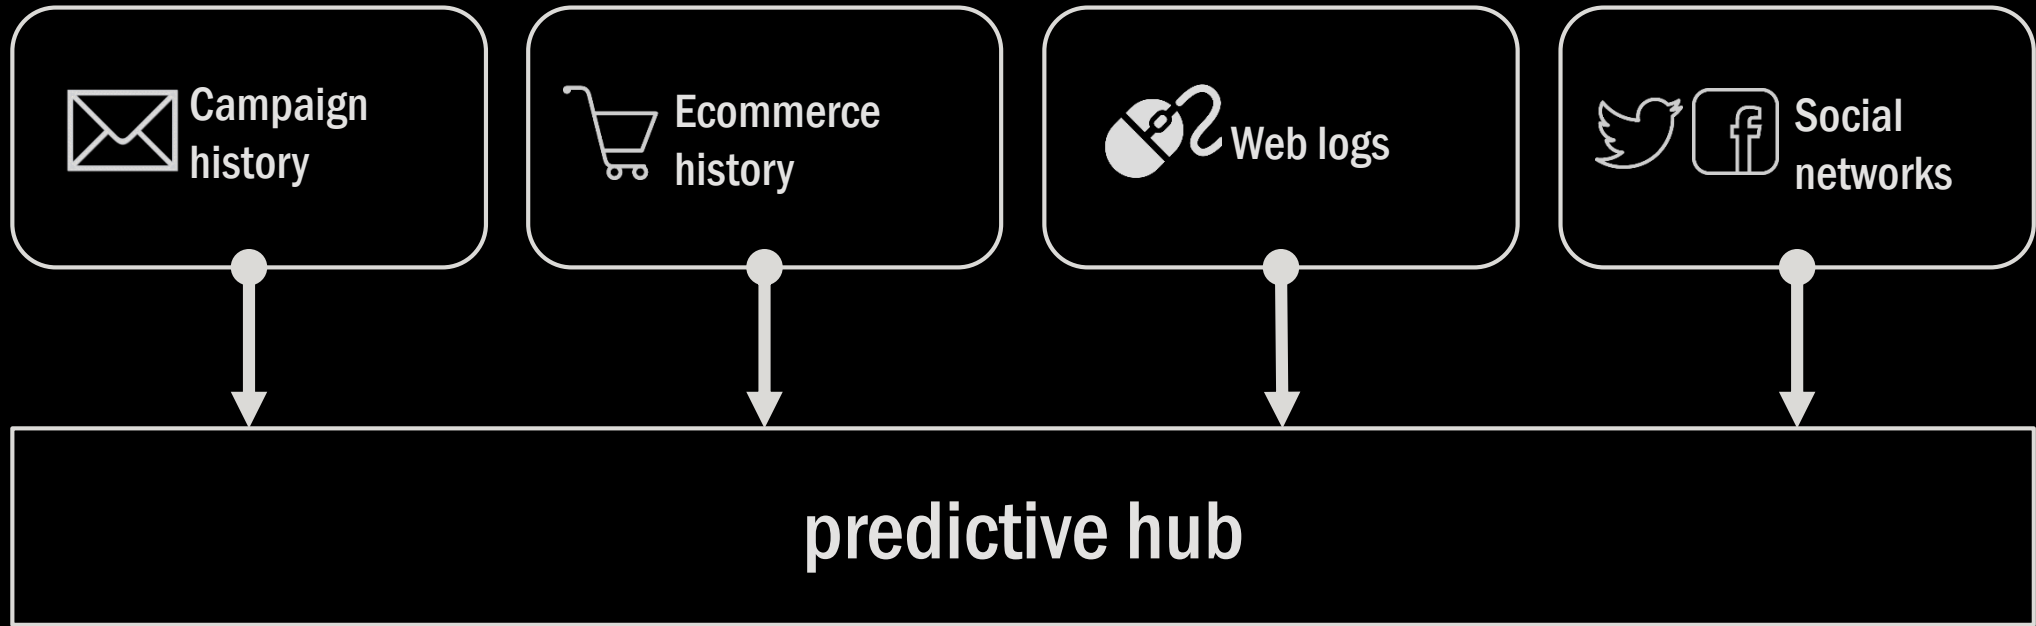 Campaign
history
Ecommerce
history
Web logs
Social
networks
predictive hub